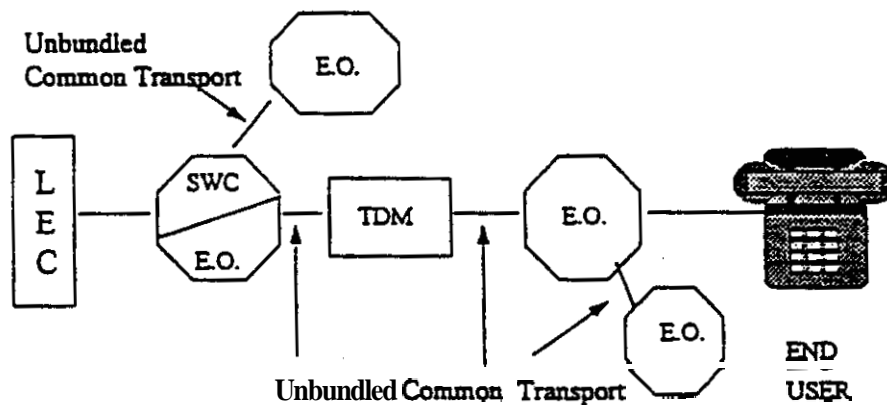 Unbundled
Common Transport
E.O.
L
E
C
SWC
E.O.
TDM
E.O.
E.O.
END
USER
Unbundled Common Transport